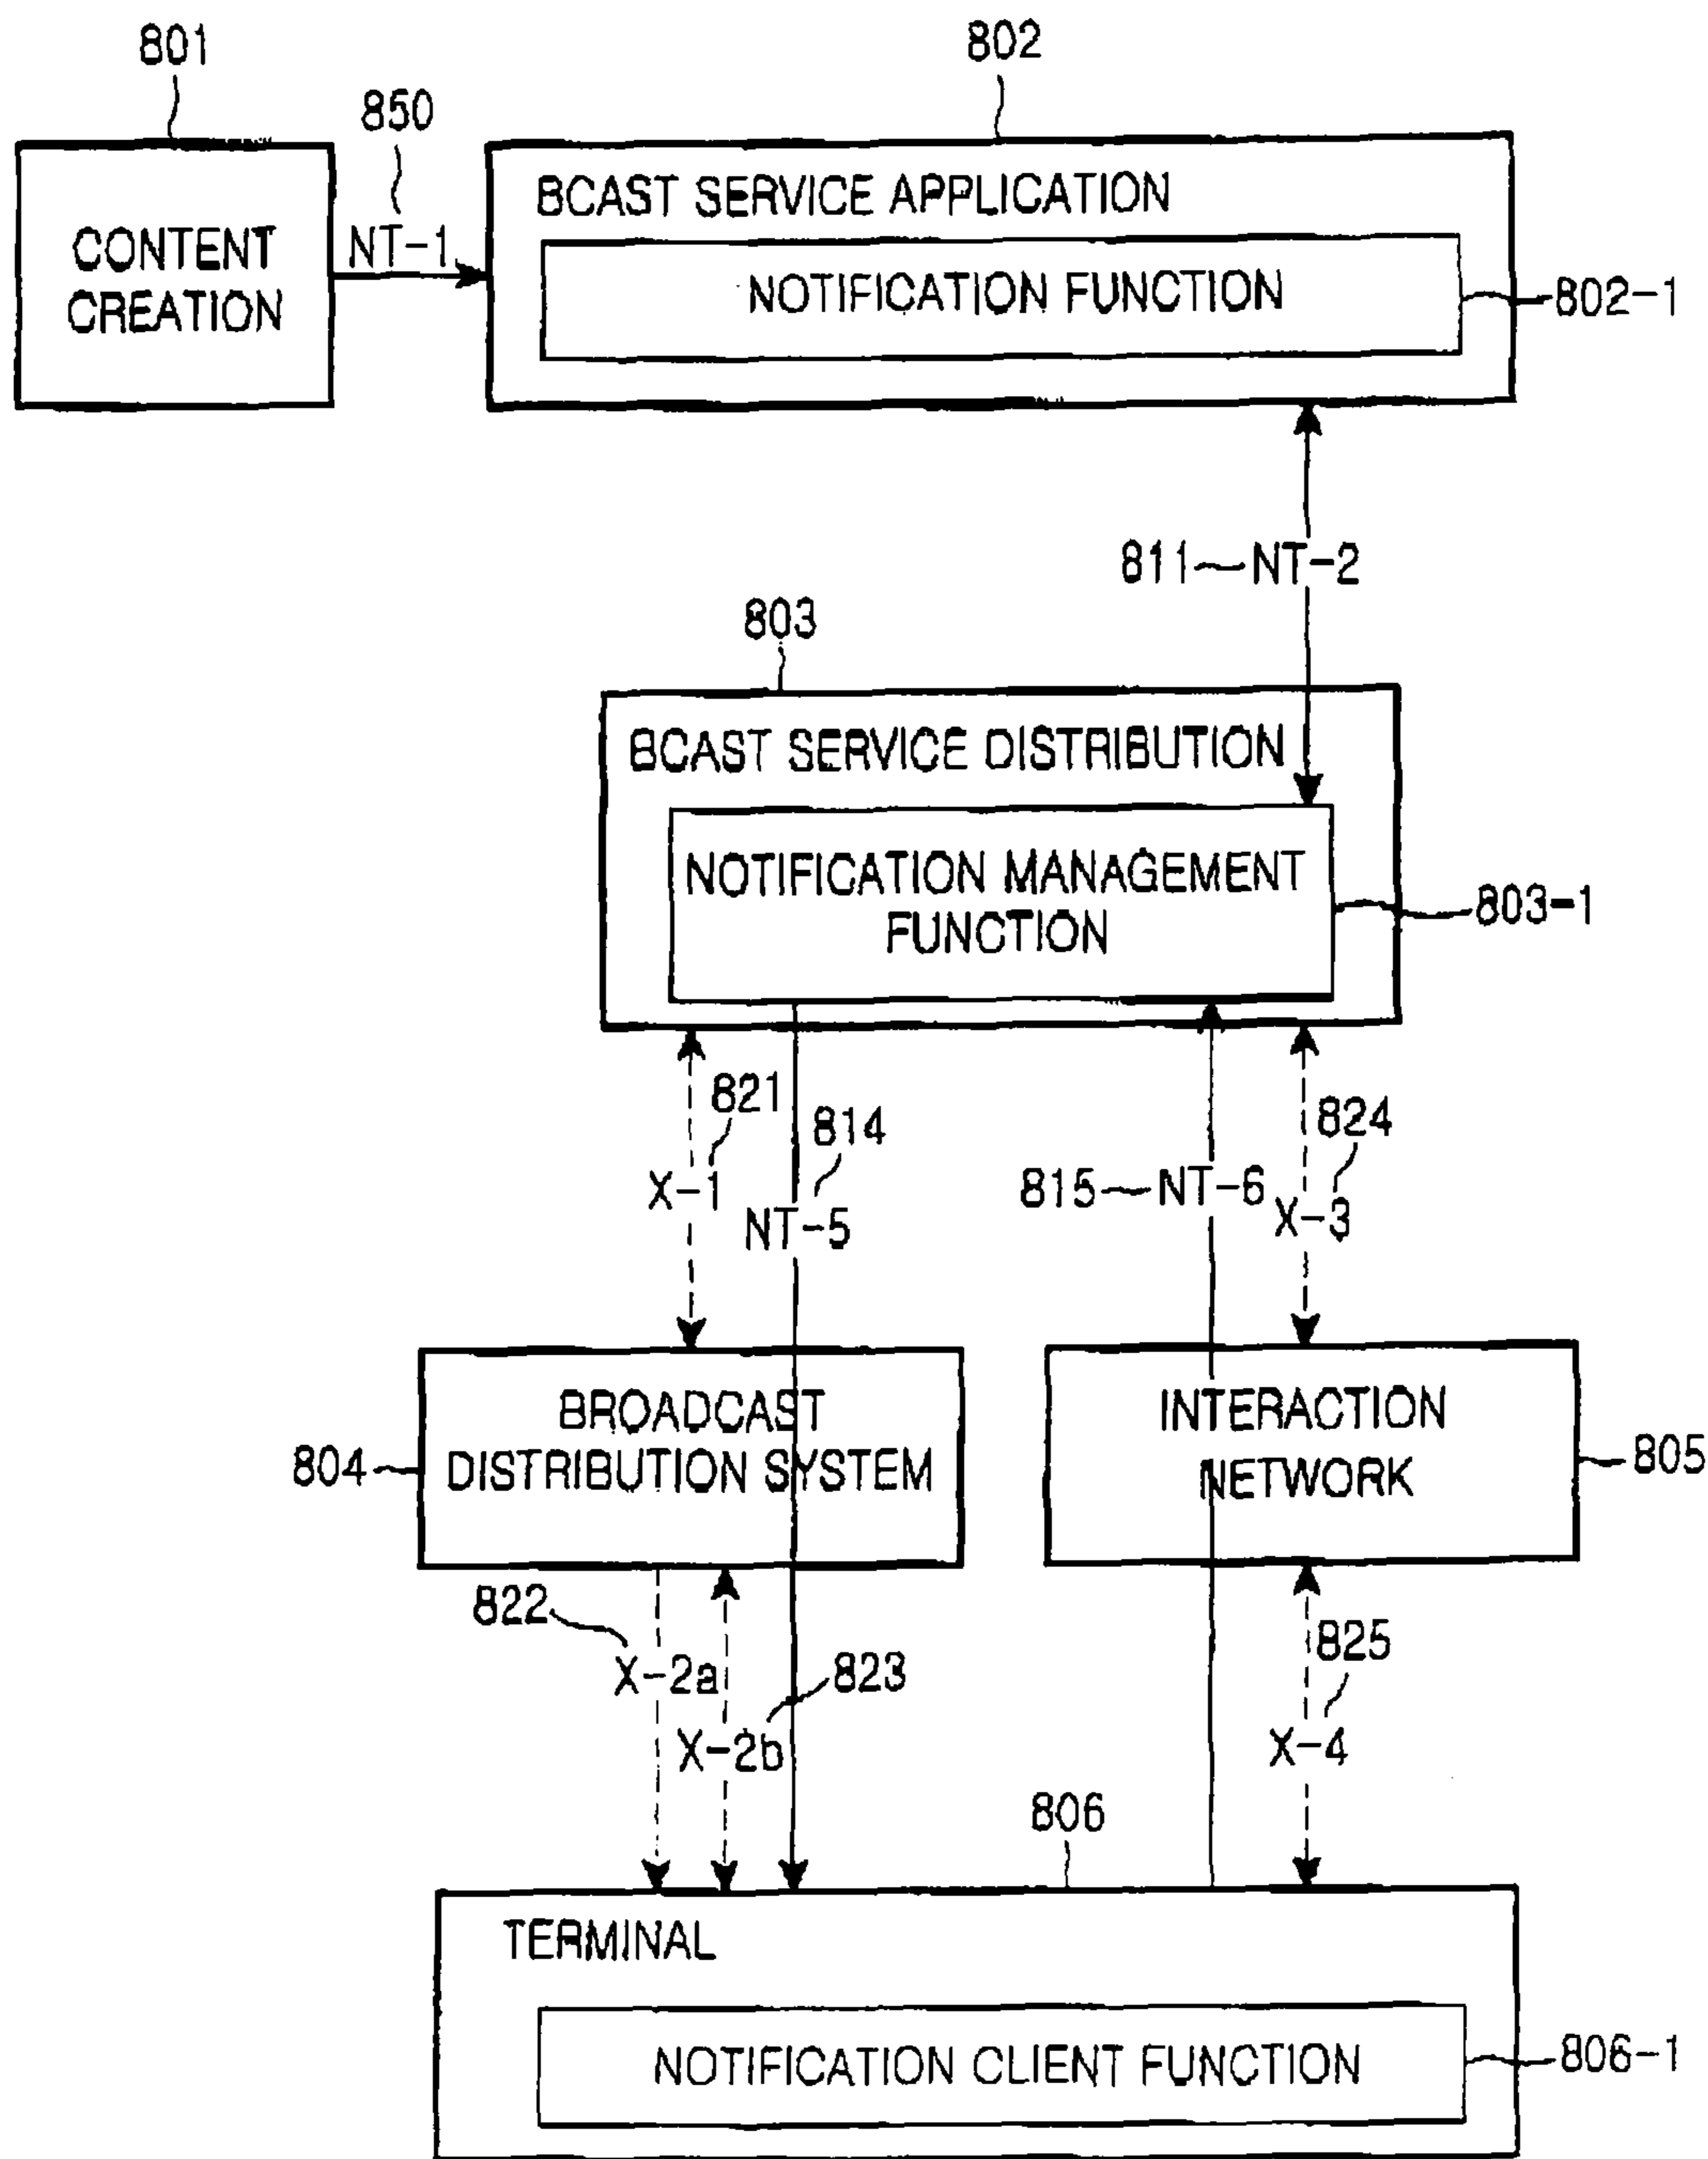 801
802
850
CONTENT
CREATION
NT-1
BCAST SERVICE APPLICATION
NOTIFICATION FUNCTION
802-1
811
NT-2
803
BCAST SERVICE DISTRIBUTION
NOTIFICATION MANAGEMENT
FUNCTION
803-1
821
814
824
X-1
NT-5
815
NT-6
X-3
BROADCAST
DISTRIBUTION SYSTEM
804
INTERACTION
NETWORK
805
822
X-2a
823
X-2b
825
X-4
806
TERMINAL
NOTIFICATION CLIENT FUNCTION
806-1